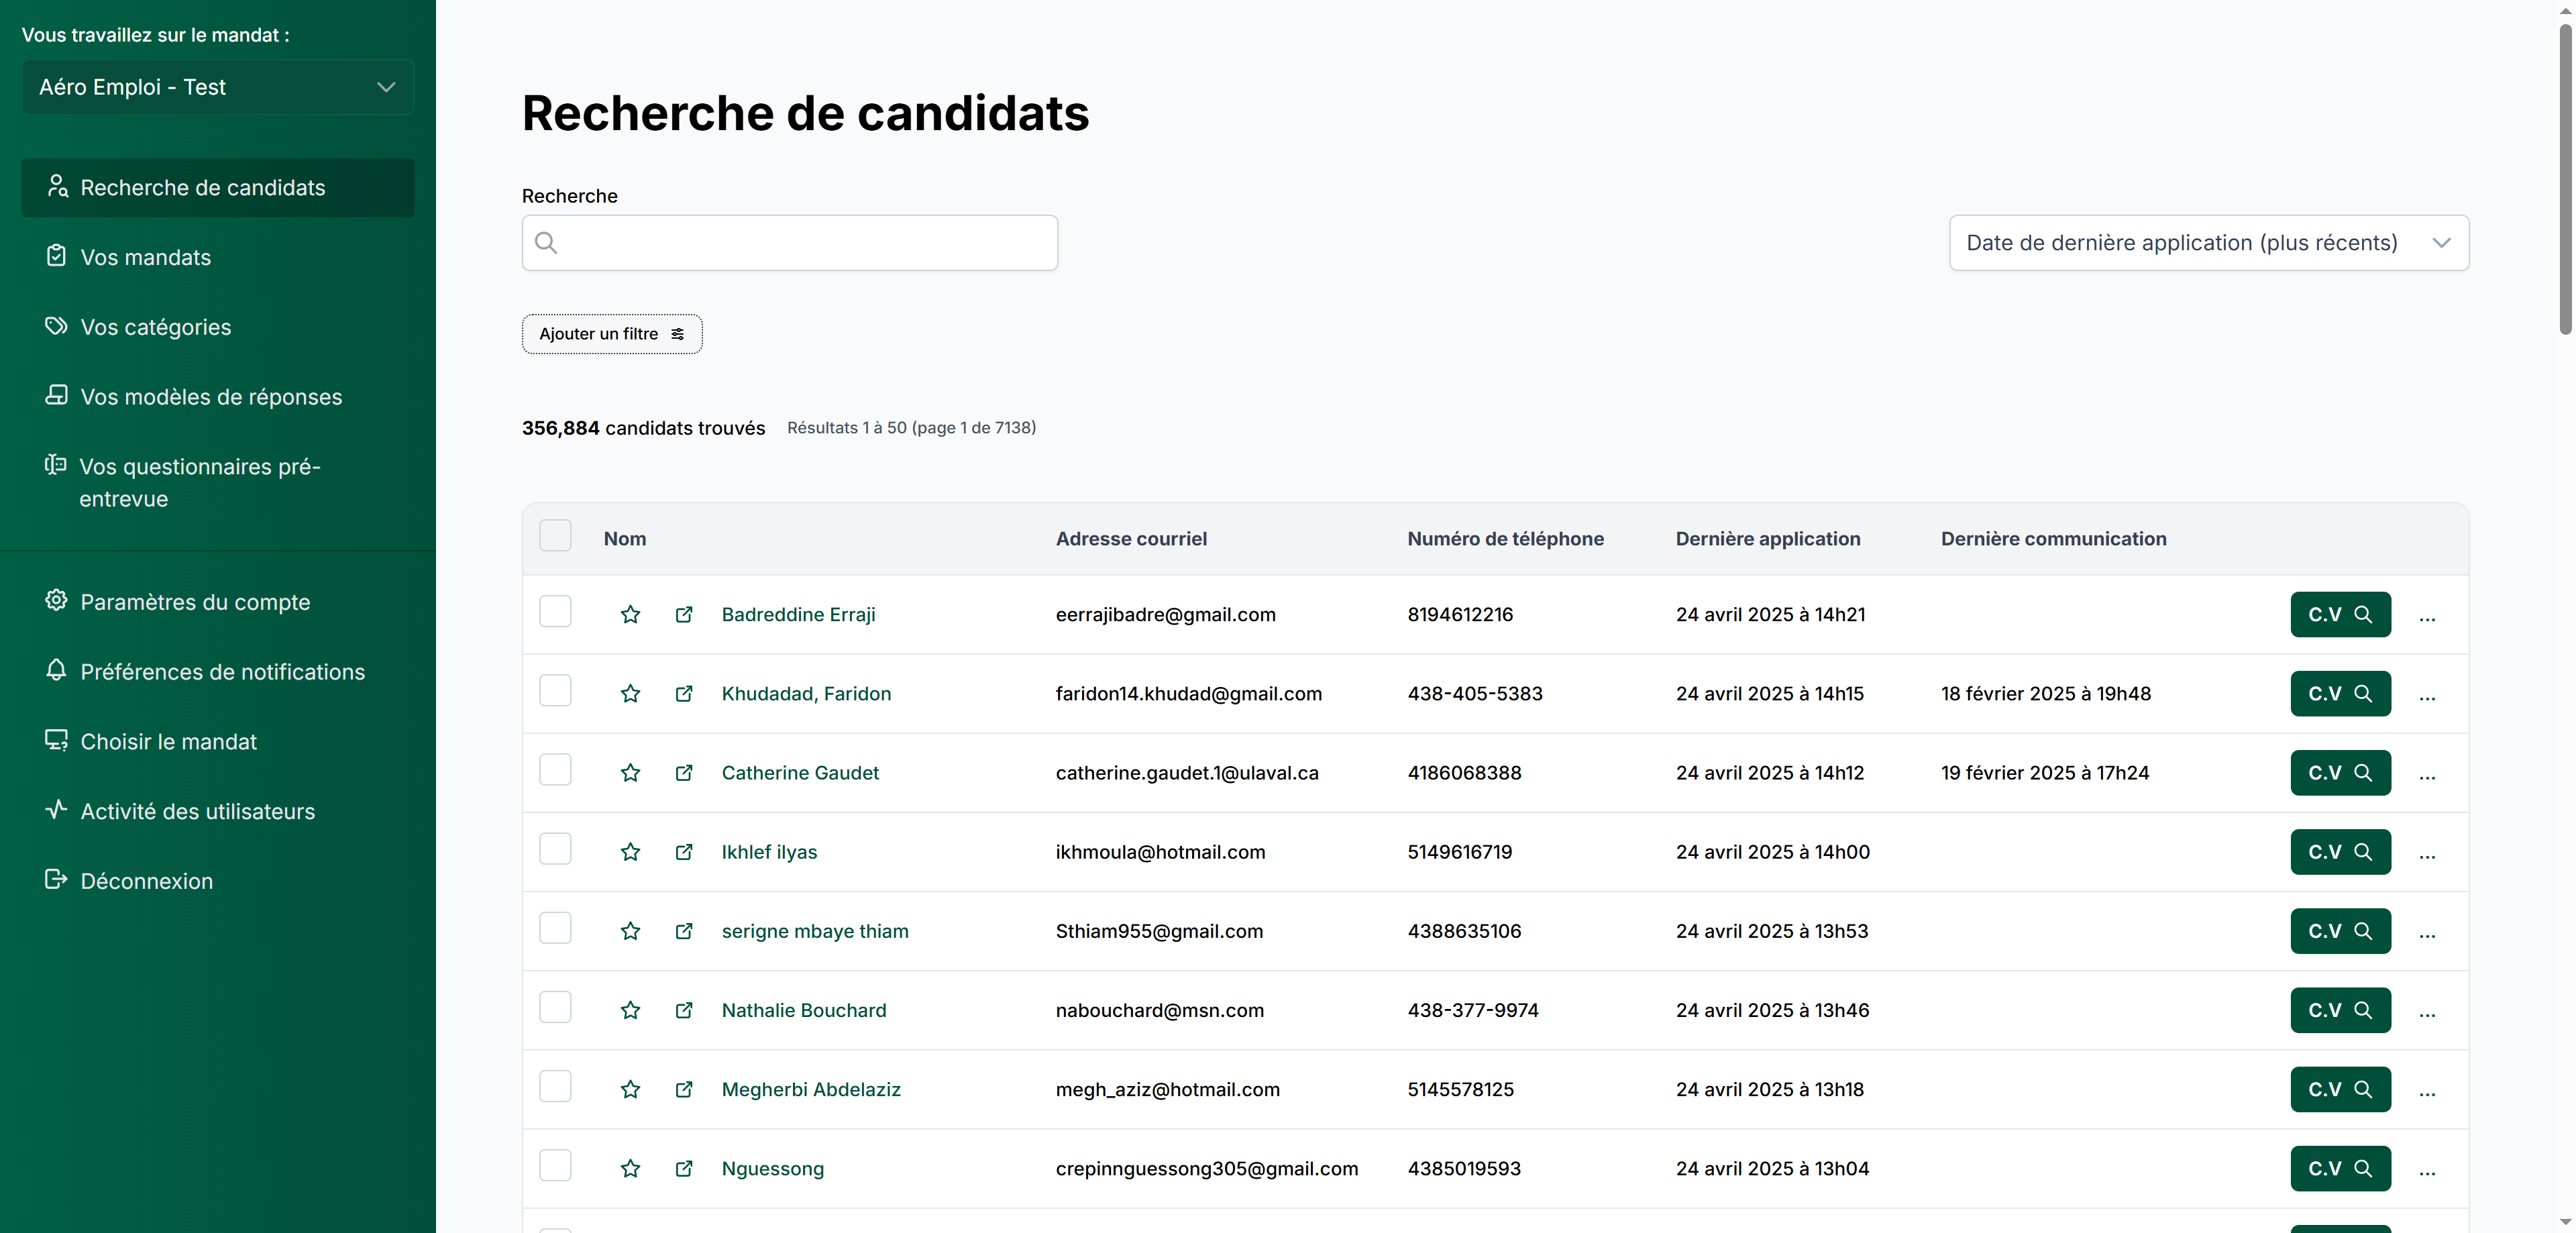 Vous travaillez sur le mandat :
Aéro Emploi - Test
Recherche de candidats
Vos mandats
Vos catégories
Vos modèles de réponses
Vos questionnaires pré-
entrevue
Paramètres du compte
Préférences de notifications
Choisir le mandat
Activité des utilisateurs
Déconnexion
Recherche de candidats
Recherche
Date de dernière application (plus récents)
Ajouter un filtre
356,884 candidats trouvés Résultats 1 à 50 (page 1 de 7138)
Nom Adresse courriel Numéro de téléphone Dernière application Dernière communication
Badreddine Erraji eerrajibadre@gmail.com 8194612216 24 avril 2025 à 14h21 C.V ...
Khudadad, Faridon faridon14.khudad@gmail.com 438-405-5383 24 avril 2025 à 14h15 18 février 2025 à 19h48 C.V ...
Catherine Gaudet catherine.gaudet.1@ulaval.ca 4186068388 24 avril 2025 à 14h12 19 février 2025 à 17h24 C.V ...
Ikhlef ilyas ikhmoula@hotmail.com 5149616719 24 avril 2025 à 14h00 C.V ...
serigne mbaye thiam Sthiam955@gmail.com 4388635106 24 avril 2025 à 13h53 C.V ...
Nathalie Bouchard nabouchard@msn.com 438-377-9974 24 avril 2025 à 13h46 C.V ...
Megherbi Abdelaziz megh_aziz@hotmail.com 5145578125 24 avril 2025 à 13h18 C.V ...
Nguessong crepinnguessong305@gmail.com 4385019593 24 avril 2025 à 13h04 C.V ...